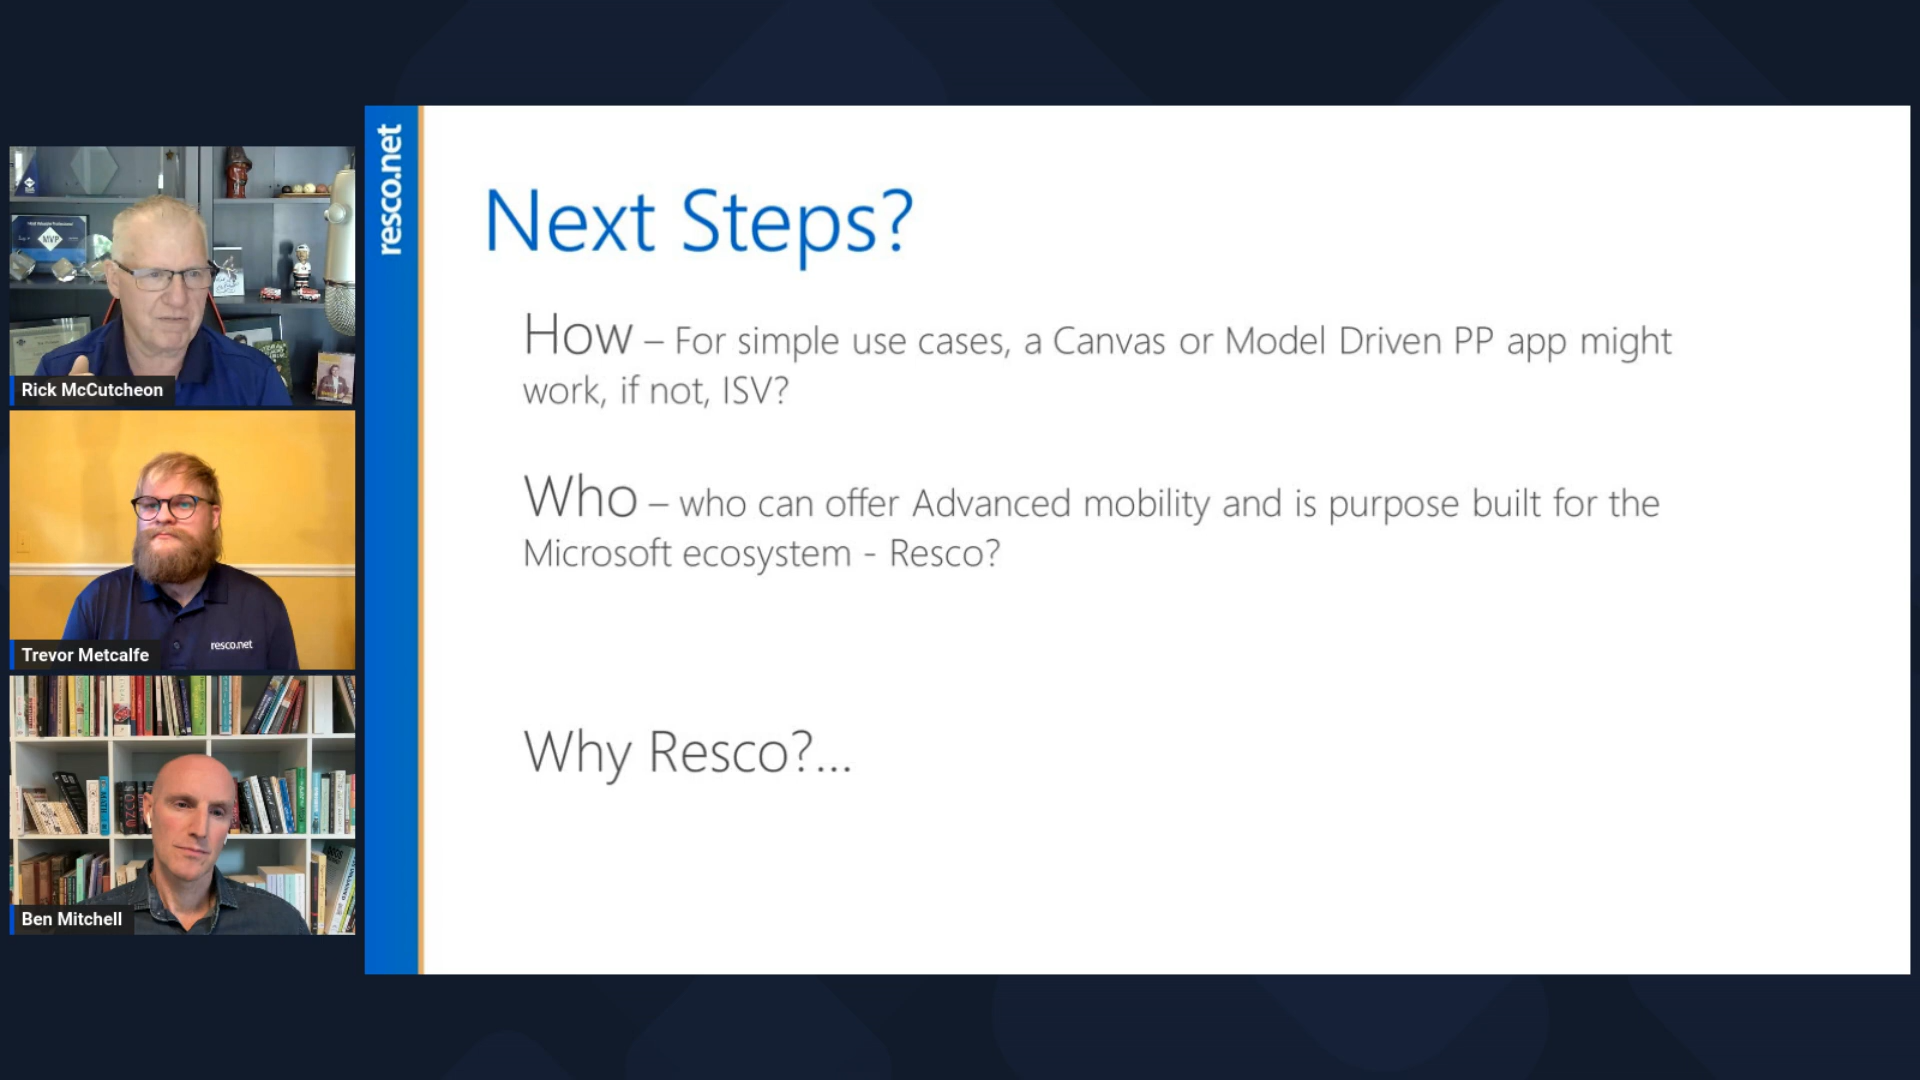 resco.net
Next Steps?
How – For simple use cases, a Canvas or Model Driven PP app might
work, if not, ISV?
Who – who can offer Advanced mobility and is purpose built for the
Microsoft ecosystem - Resco?
Why Resco?...
MVP
Rick McCutcheon
resco.net
Trevor Metcalfe
Ben Mitchell